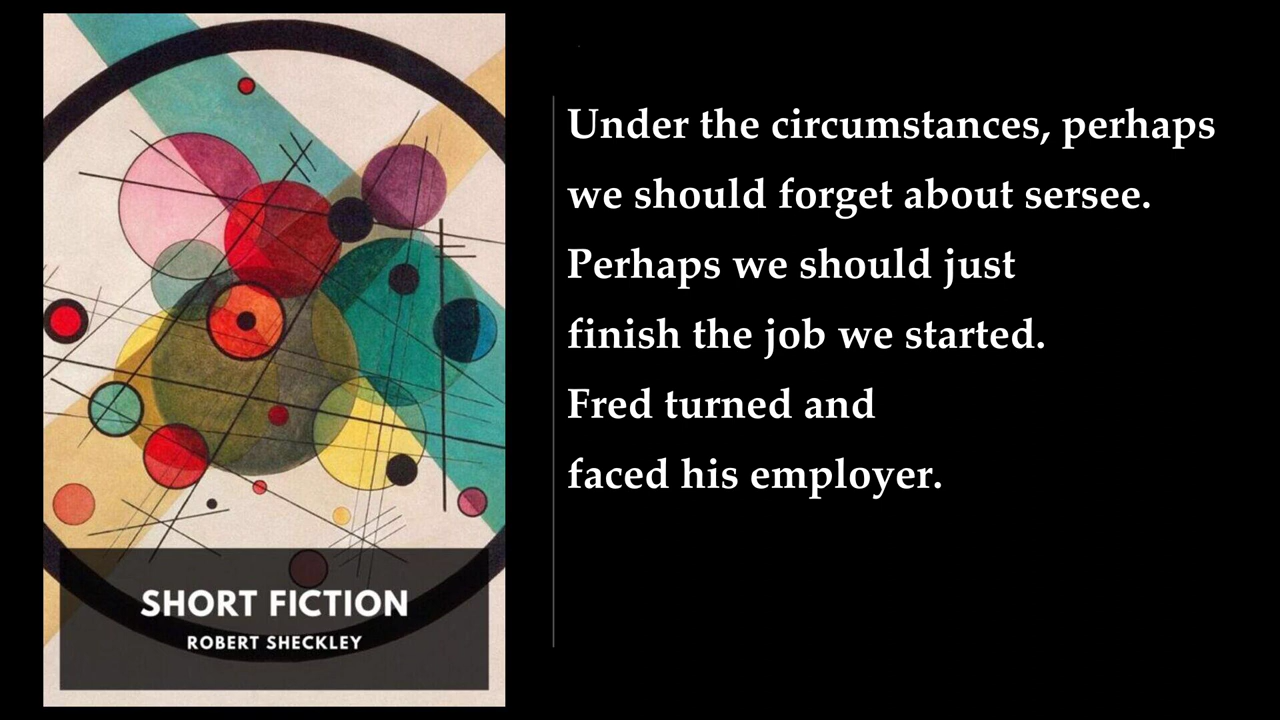 Under the circumstances, perhaps
we should forget about sersee.
Perhaps we should just
finish the job we started.
Fred turned and
faced his employer.
SHORT FICTION
ROBERT SHECKLEY